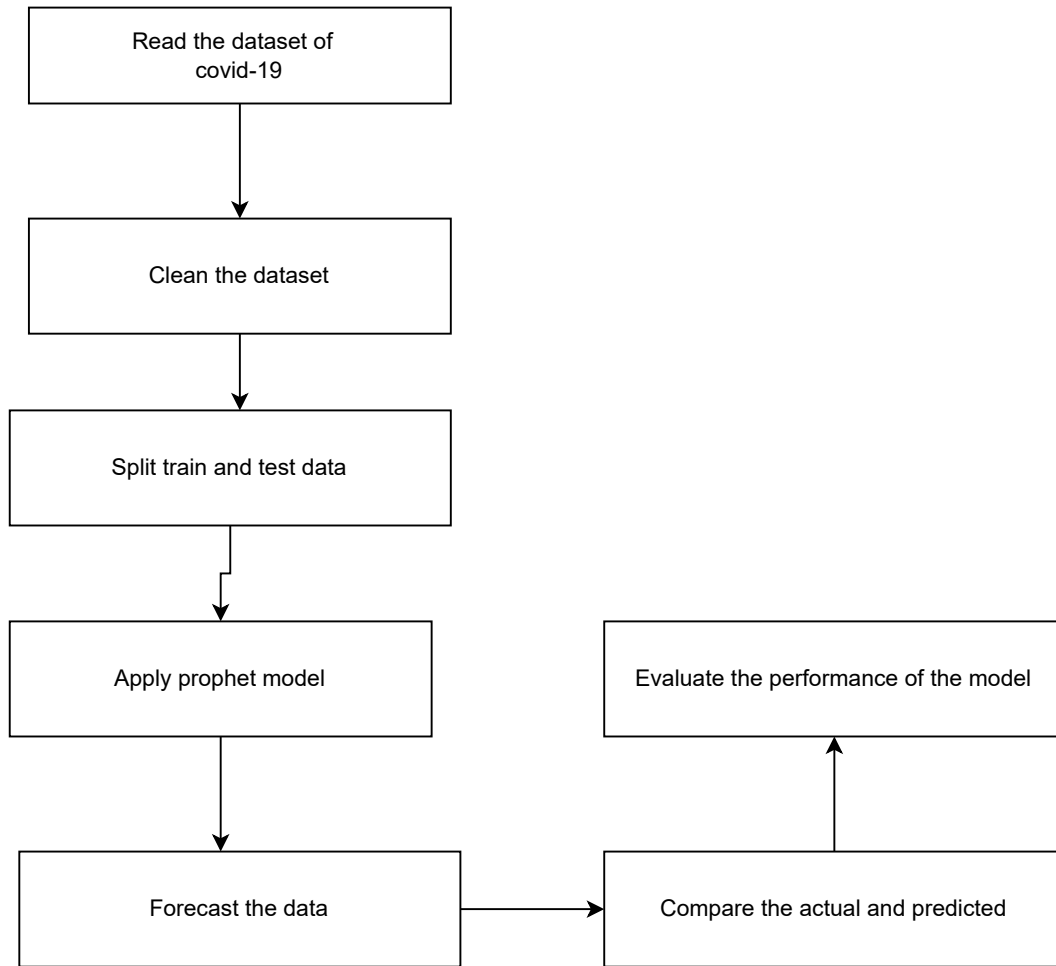 Read the dataset of
covid-19
Clean the dataset
Split train and test data
Apply prophet model
Forecast the data
Compare the actual and predicted
Evaluate the performance of the model